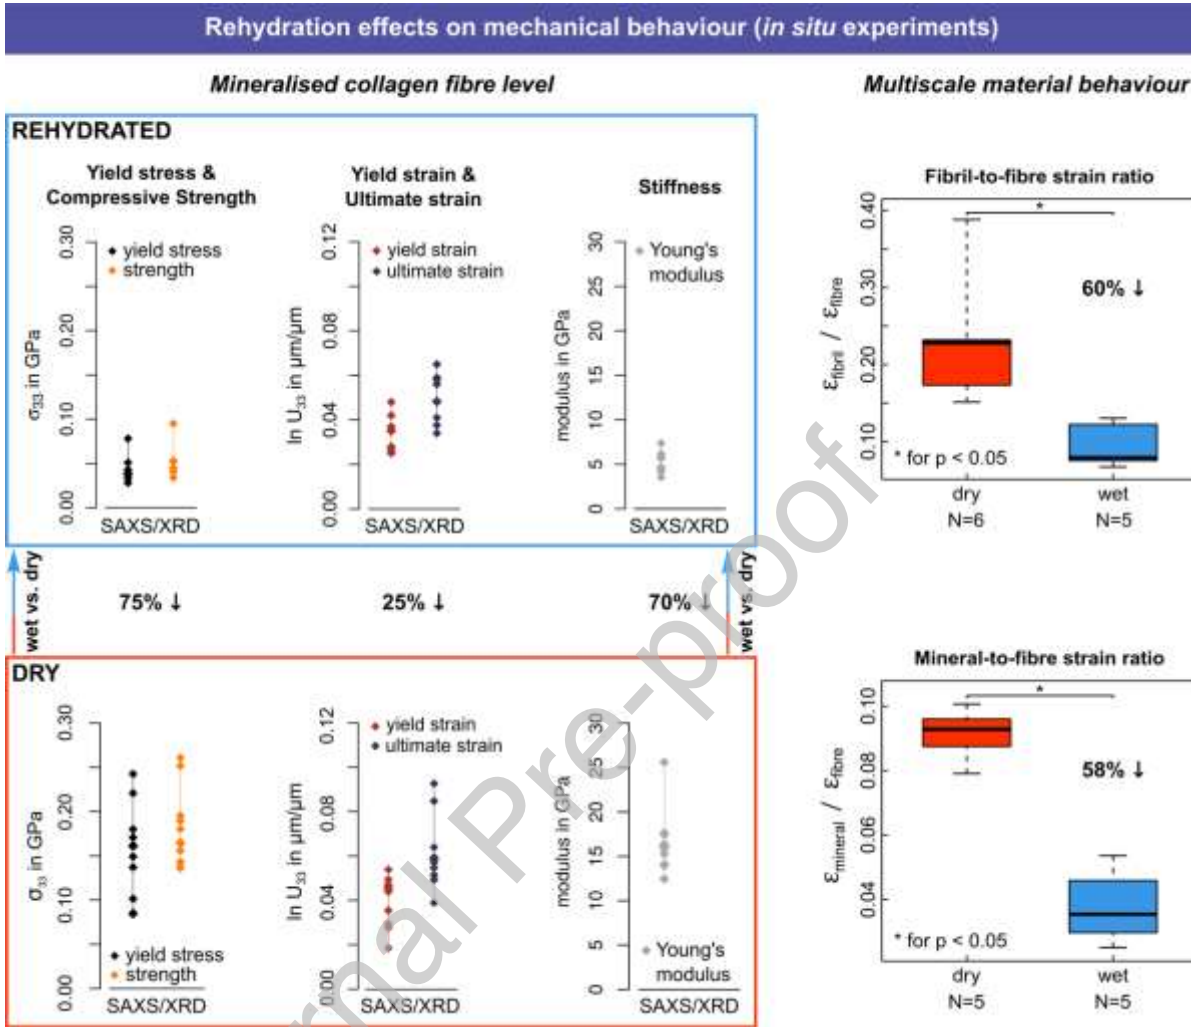 Rehydration effects on mechanical behaviour (in situ experiments)
Mineralised collagen fibre level
Multiscale material behaviour
REHYDRATED
Yield stress &
Compressive Strength
0.30
0.20
0.10
0.00
σ33 in GPa
yield stress
strength
SAXS/XRD
Yield strain &
Ultimate strain
0.12
0.08
0.04
0.00
ln U33 in µm/µm
yield strain
ultimate strain
SAXS/XRD
Stiffness
30
25
20
15
10
5
0
modulus in GPa
Young's
modulus
SAXS/XRD
wet vs. dry
75% ↓
25% ↓
70% ↓
wet vs. dry
DRY
0.30
0.20
0.10
0.00
σ33 in GPa
yield stress
strength
SAXS/XRD
0.12
0.08
0.04
0.00
ln U33 in µm/µm
yield strain
ultimate strain
SAXS/XRD
30
25
20
15
10
5
0
modulus in GPa
Young's
modulus
SAXS/XRD
Fibril-to-fibre strain ratio
0.40
0.30
0.20
0.10
εfibril / εfibre
*
60% ↓
* for p < 0.05
dry
wet
N=6
N=5
Mineral-to-fibre strain ratio
0.10
0.08
0.06
0.04
εmineral / εfibre
*
58% ↓
* for p < 0.05
dry
wet
N=5
N=5
rnal Pre-proof